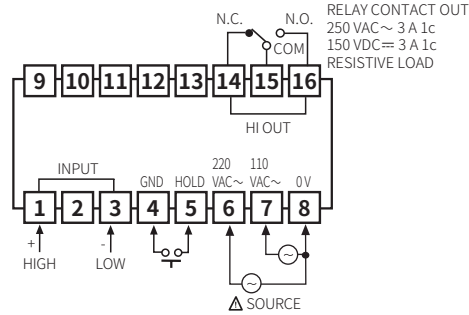 N.C. N.O. RELAY CONTACT OUT
250 VAC∼ 3 A 1c
COM 150 VDC⎓ 3 A 1c
RESISTIVE LOAD
9 10 11 12 13 14 15 16
HI OUT
INPUT
220 110
GND HOLD VAC∼ VAC∼ 0 V
1 2 3 4 5 6 7 8
+ -
HIGH LOW
∼
∼
⚠ SOURCE